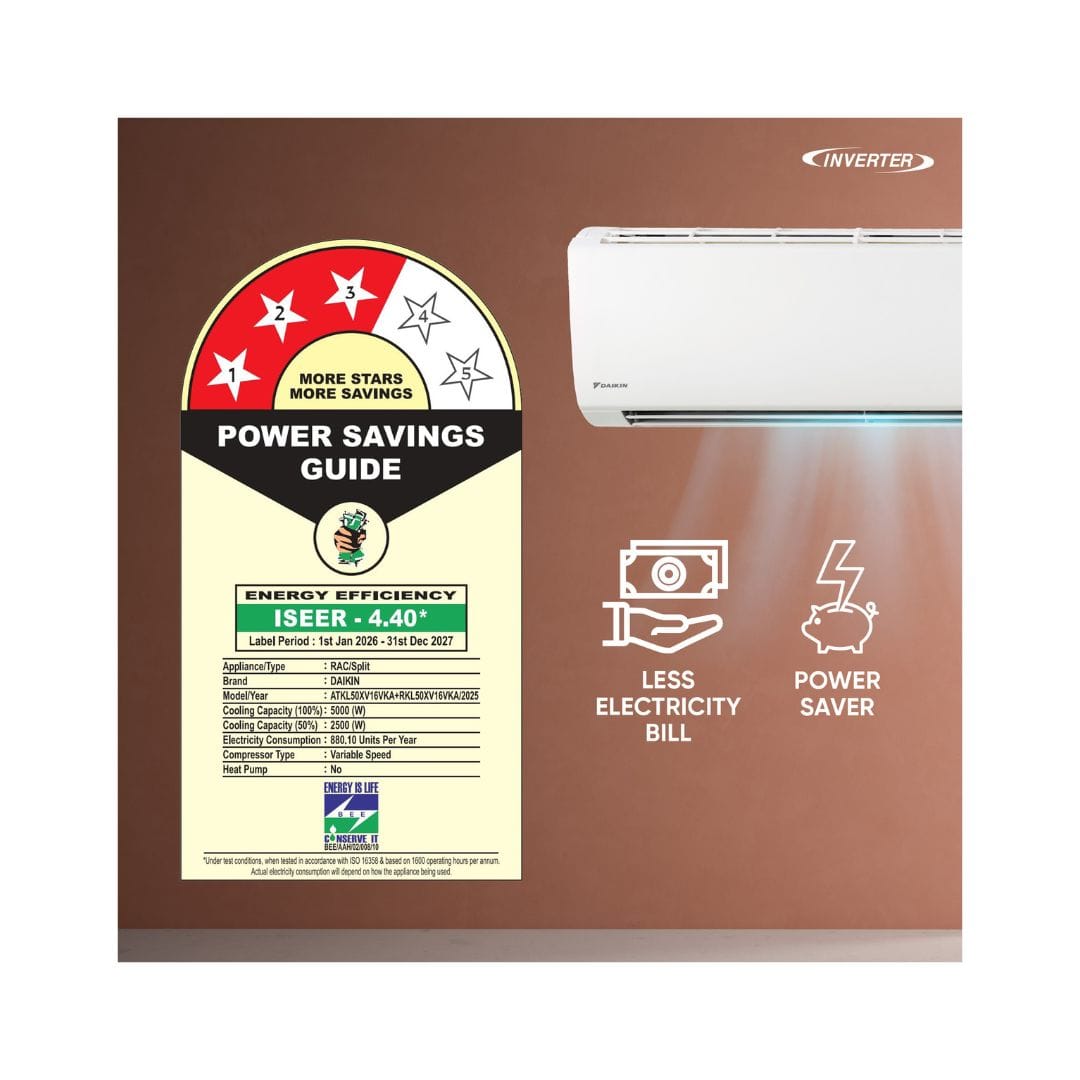 INVERTER
1
2
3
4
5
MORE STARS
MORE SAVINGS
POWER SAVINGS
GUIDE
ENERGY EFFICIENCY
ISEER - 4.40*
Label Period : 1st Jan 2026 - 31st Dec 2027
Appliance/Type : RAC/Split
Brand : DAIKIN
Model/Year : ATKL50XV16VKA+RKL50XV16VKA/2025
Cooling Capacity (100%) : 5000 (W)
Cooling Capacity (50%) : 2500 (W)
Electricity Consumption : 880.10 Units Per Year
Compressor Type : Variable Speed
Heat Pump : No
ENERGY IS LIFE
BEE
CONSERVE IT
BEE/AAH/02/008/10
*Under test conditions, when tested in accordance with ISO 16358 & based on 1600 operating hours per annum.
Actual electricity consumption will depend on how the appliance being used.
DAIKIN
LESS
ELECTRICITY
BILL
POWER
SAVER